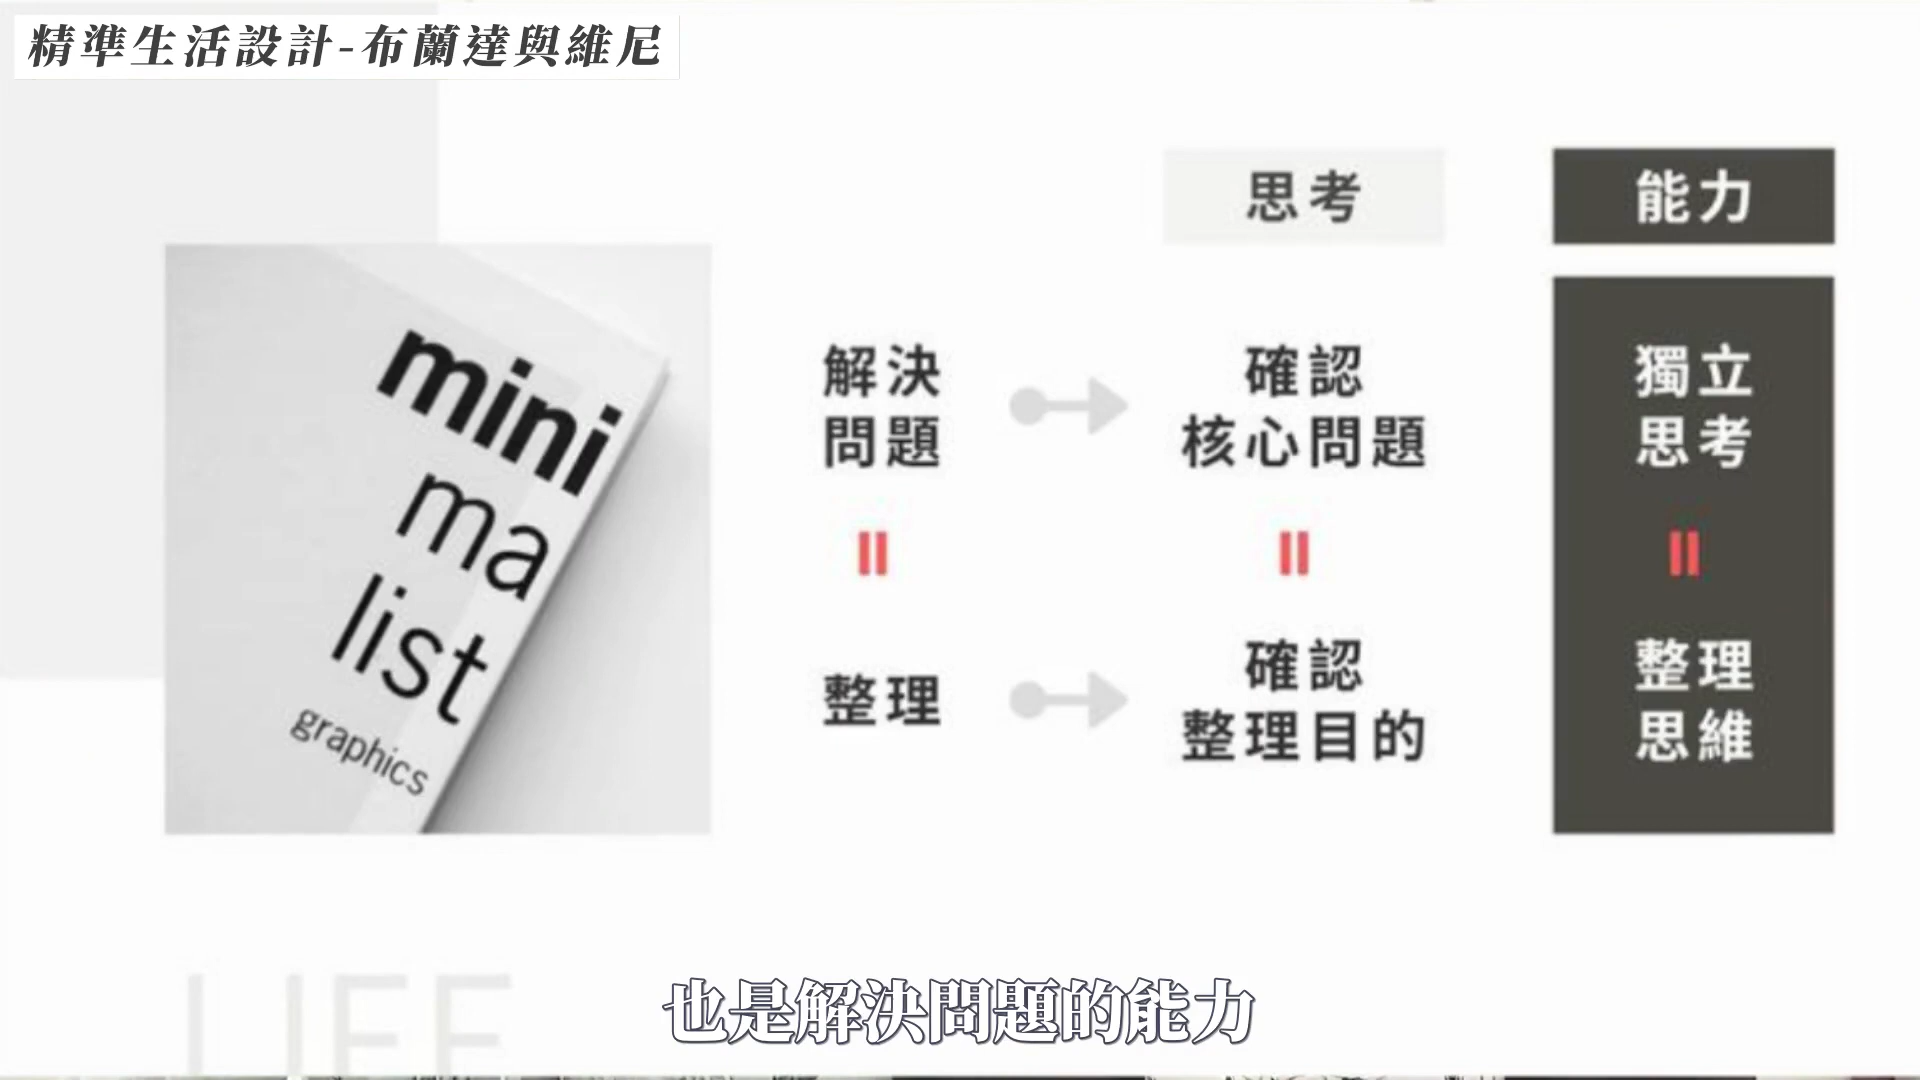 精準生活設計-布蘭達與維尼
思考
能力
mini
ma
list
graphics
解決
問題
確認
核心問題
獨立
思考
整理
確認
整理目的
整理
思維
LIFE
也是解決問題的能力